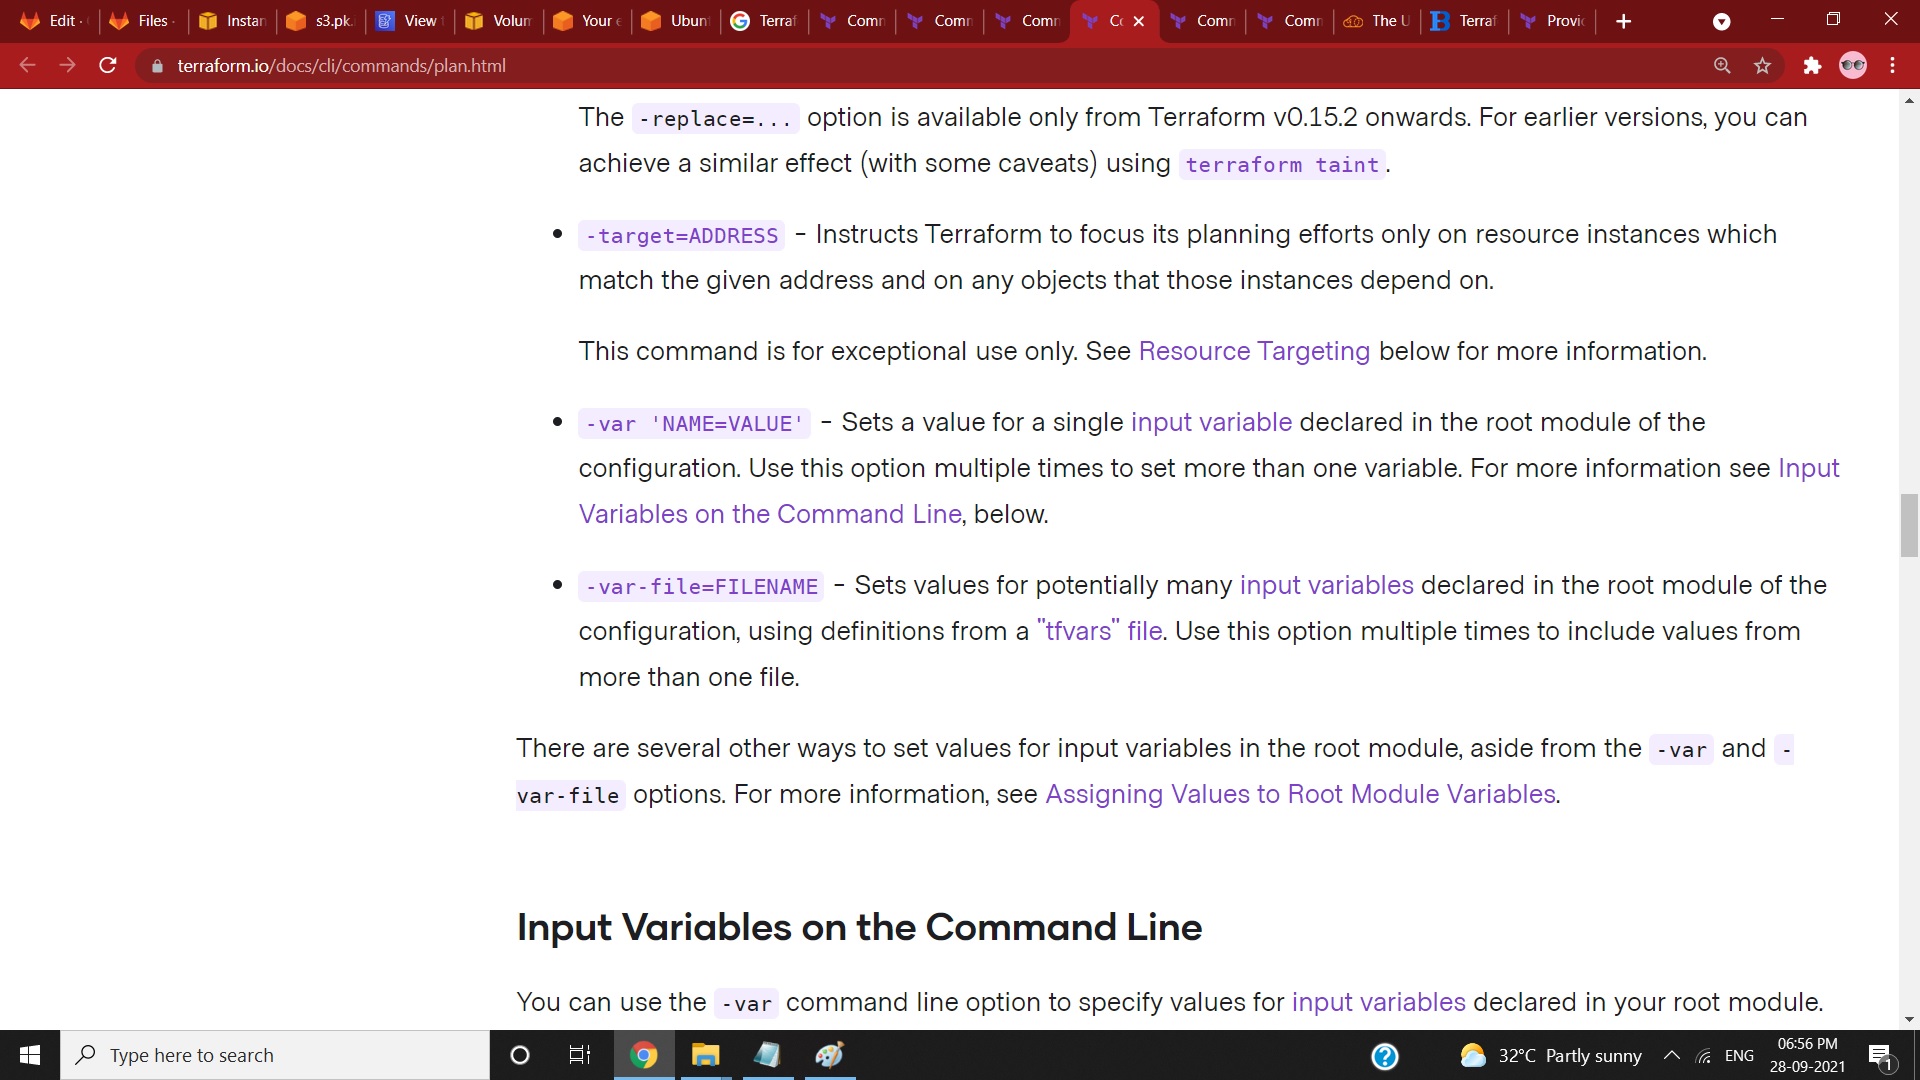 Edit
Files
Instan
s3.pk.
View
Volun
Your
Ubun
Terraf
Comn
Comn
Comn
Co
Comn
Comn
The U
Terraf
Provid
terraform.io/docs/cli/commands/plan.html
The -replace=... option is available only from Terraform v0.15.2 onwards. For earlier versions, you can
achieve a similar effect (with some caveats) using terraform taint.
-target=ADDRESS - Instructs Terraform to focus its planning efforts only on resource instances which
match the given address and on any objects that those instances depend on.
This command is for exceptional use only. See Resource Targeting below for more information.
-var 'NAME=VALUE' - Sets a value for a single input variable declared in the root module of the
configuration. Use this option multiple times to set more than one variable. For more information see Input
Variables on the Command Line, below.
-var-file=FILENAME - Sets values for potentially many input variables declared in the root module of the
configuration, using definitions from a "tfvars" file. Use this option multiple times to include values from
more than one file.
There are several other ways to set values for input variables in the root module, aside from the -var and -
var-file options. For more information, see Assigning Values to Root Module Variables.
Input Variables on the Command Line
You can use the -var command line option to specify values for input variables declared in your root module.
Type here to search
32°C Partly sunny
ENG
06:56 PM
28-09-2021
1